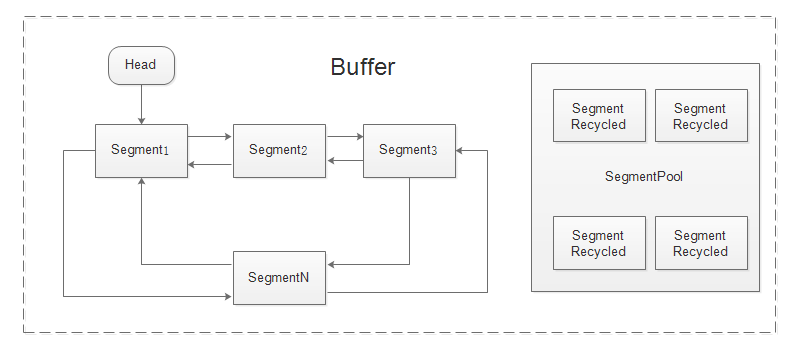 Buffer
Head
Segment1
Segment2
Segment3
SegmentN
Segment
Recycled
Segment
Recycled
SegmentPool
Segment
Recycled
Segment
Recycled